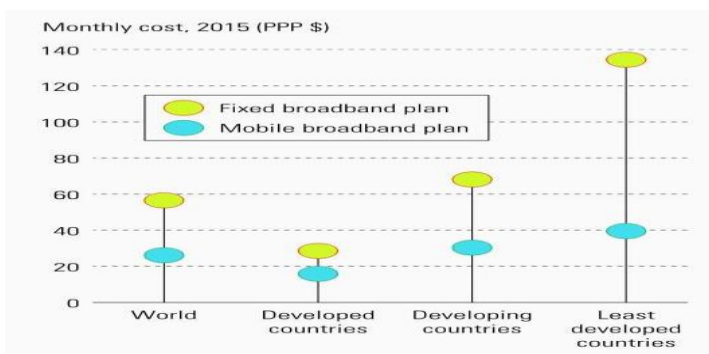 Monthly cost, 2015 (PPP $)
140
120
100
80
60
40
20
0
Fixed broadband plan
Mobile broadband plan
World
Developed
countries
Developing
countries
Least
developed
countries